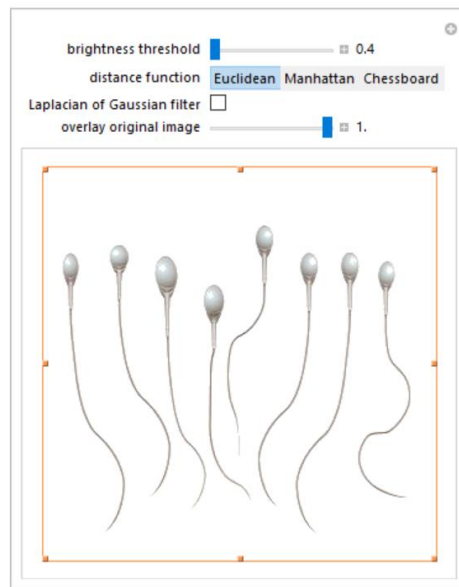 brightness threshold 0.4
distance function Euclidean Manhattan Chessboard
Laplacian of Gaussian filter
overlay original image 1.